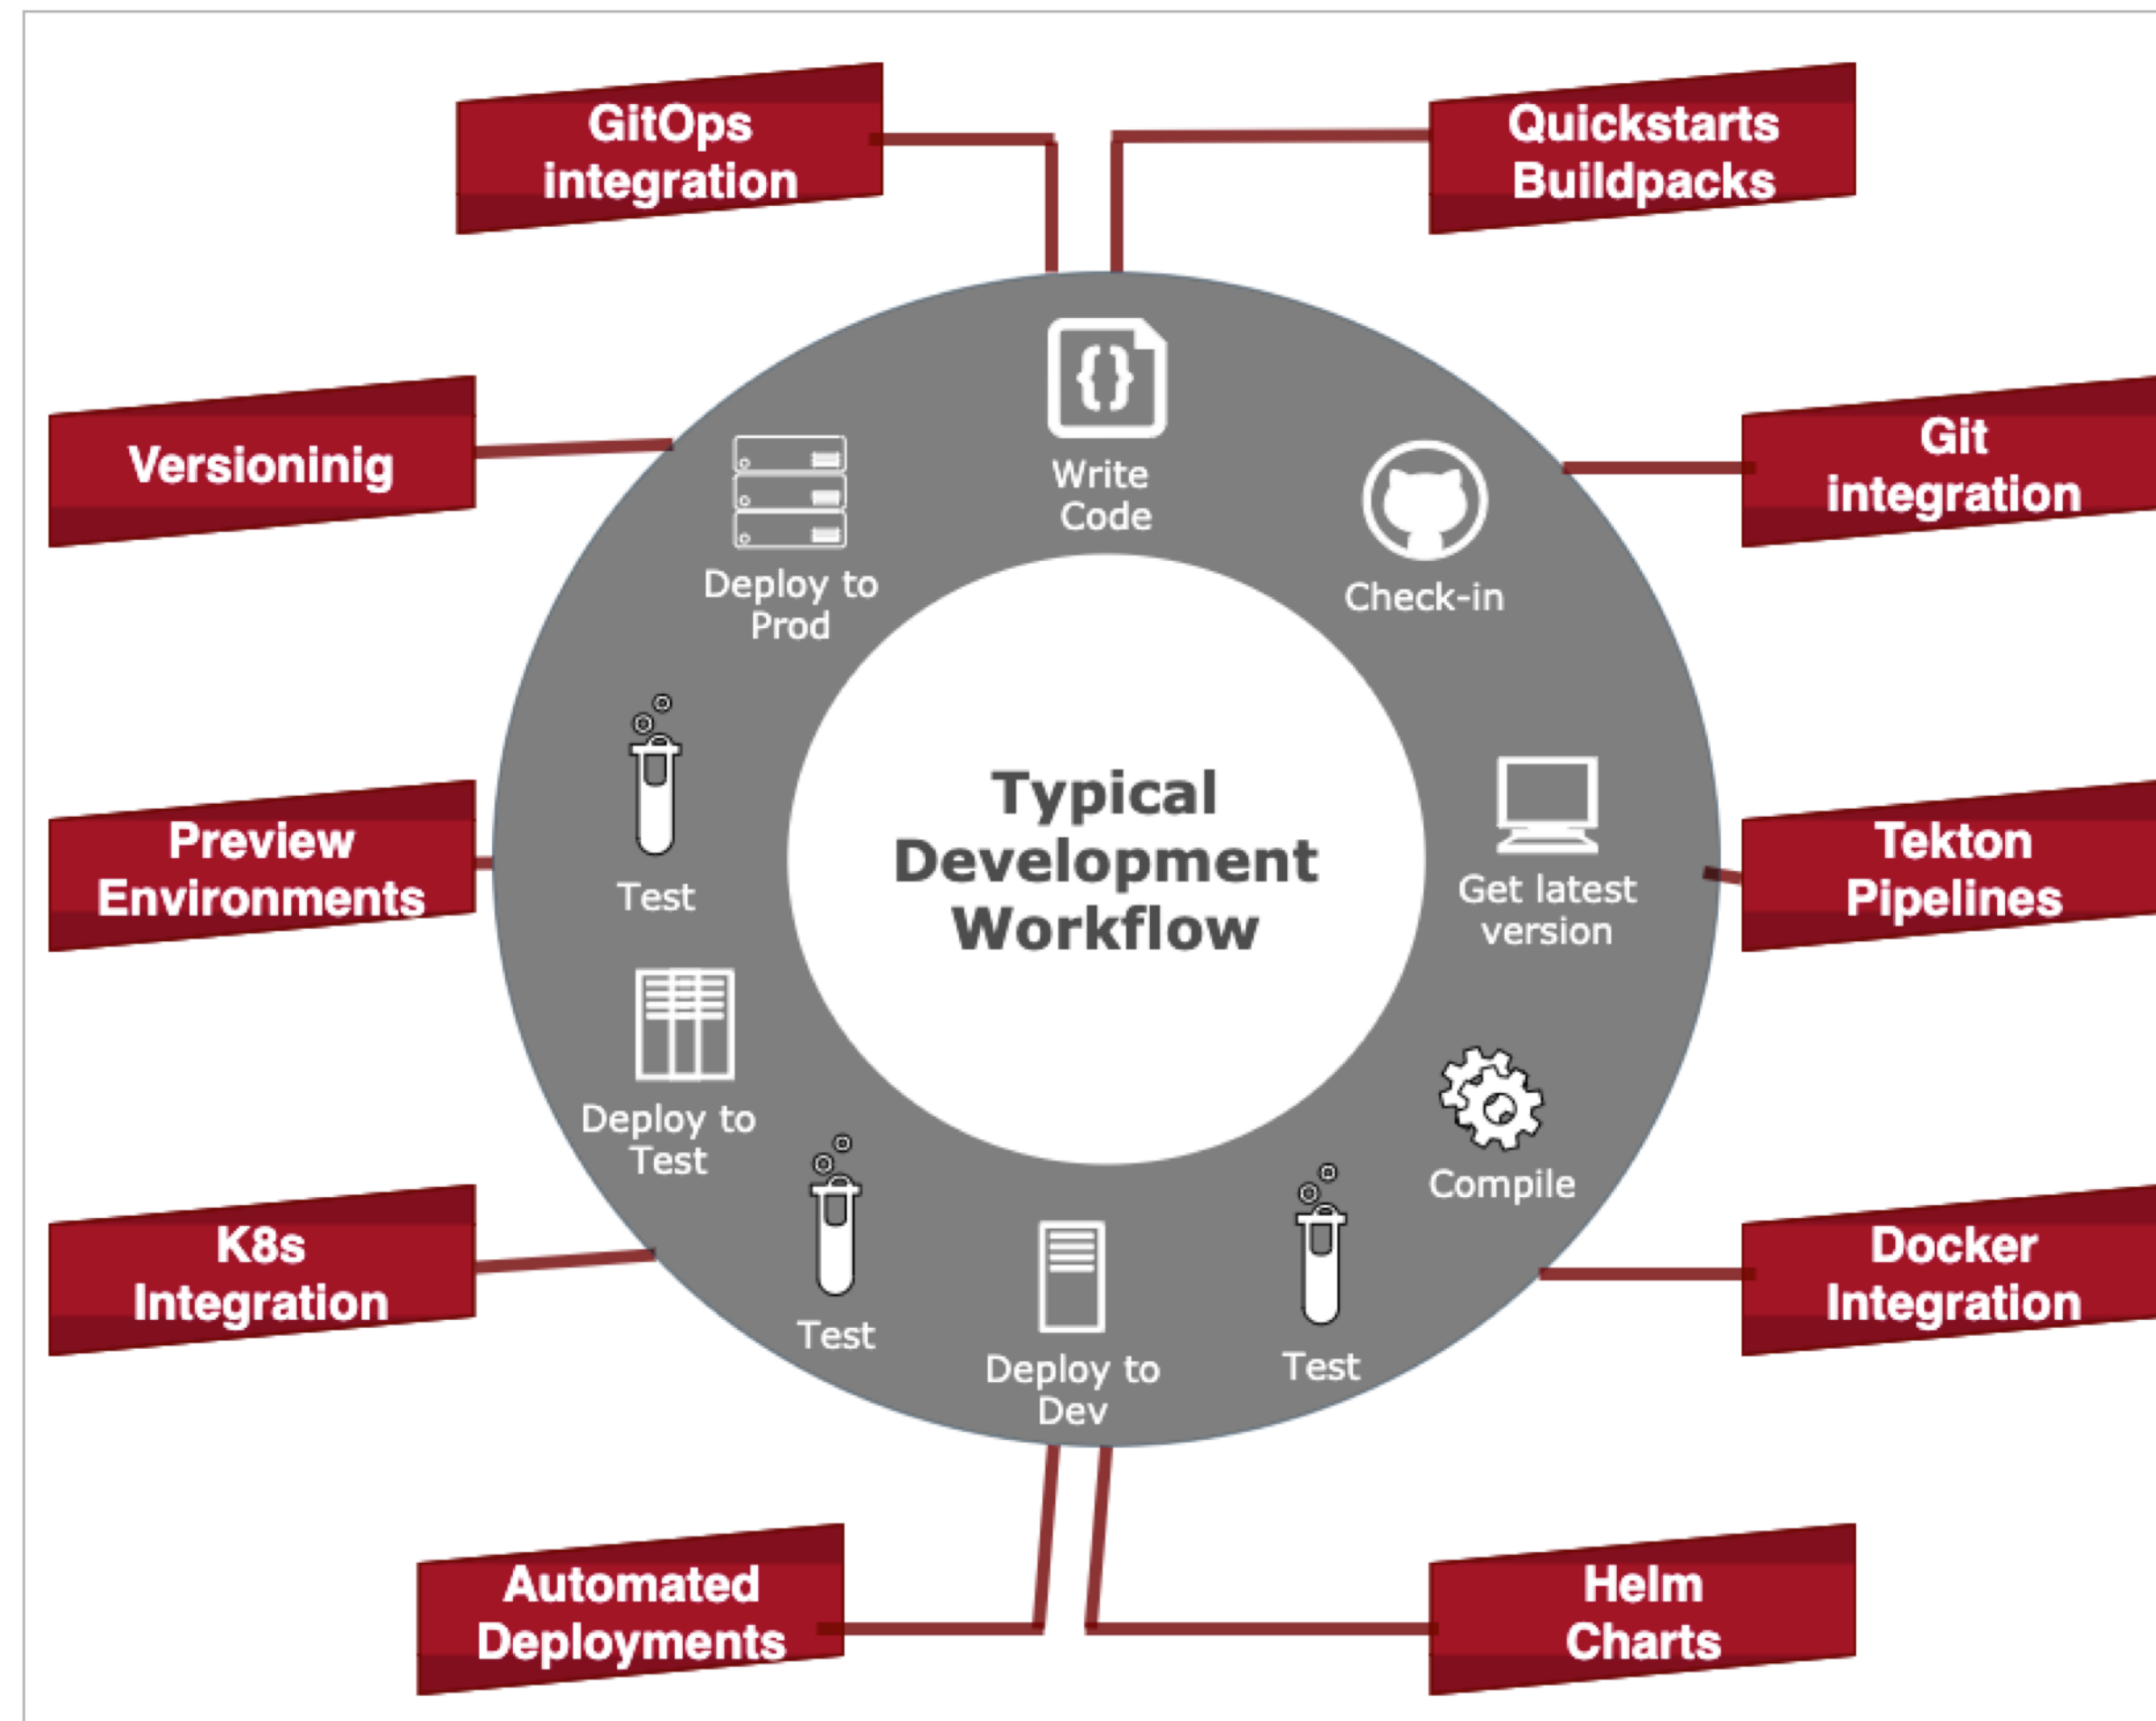 GitOps
integration
Quickstarts
Buildpacks
Versioninig
Git
integration
Write
Code
Check-in
Deploy to
Prod
Typical
Development
Workflow
Preview
Environments
Test
Get latest
version
Tekton
Pipelines
Deploy to
Test
Compile
K8s
Integration
Test
Deploy to
Dev
Test
Docker
Integration
Automated
Deployments
Helm
Charts